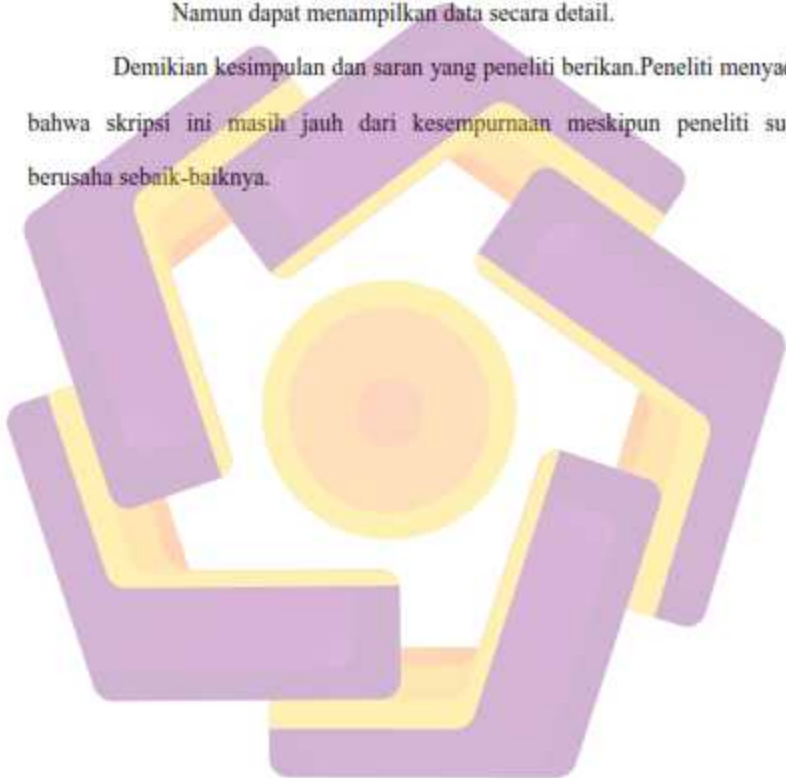 Namun dapat menampilkan data secara detail.
Demikian kesimpulan dan saran yang peneliti berikan.Peneliti
bahwa skripsi ini masih jauh dari kesempurnaan meskipun peneliti
berusaha sebaik-baiknya.